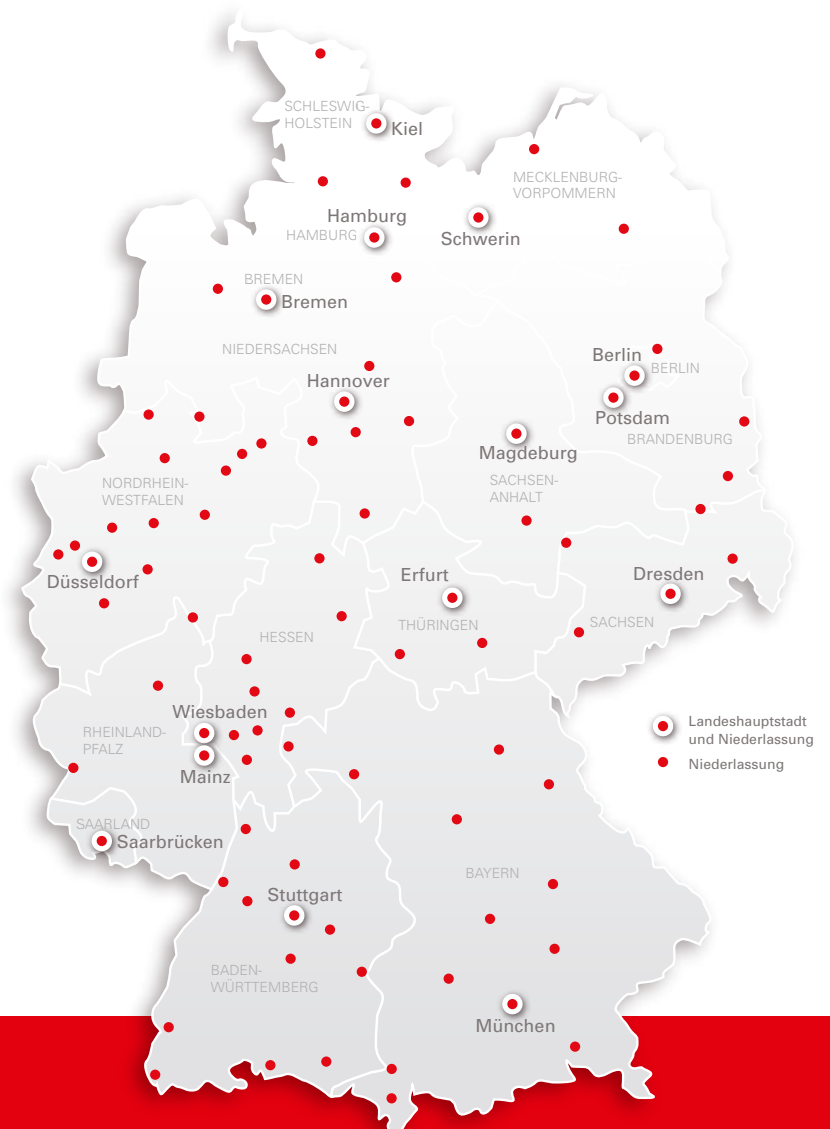 SCHLESWIG-
HOLSTEIN
Kiel
MECKLENBURG-
VORPOMMERN
Hamburg
HAMBURG
Schwerin
BREMEN
Bremen
NIEDERSACHSEN
Hannover
Berlin
BERLIN
Potsdam
BRANDENBURG
Magdeburg
SACHSEN-
ANHALT
NORDRHEIN-
WESTFALEN
Düsseldorf
Erfurt
THÜRINGEN
Dresden
SACHSEN
HESSEN
Wiesbaden
RHEINLAND-
PFALZ
Mainz
Landeshauptstadt
und Niederlassung
Niederlassung
SAARLAND
Saarbrücken
BAYERN
Stuttgart
BADEN-
WÜRTTEMBERG
München